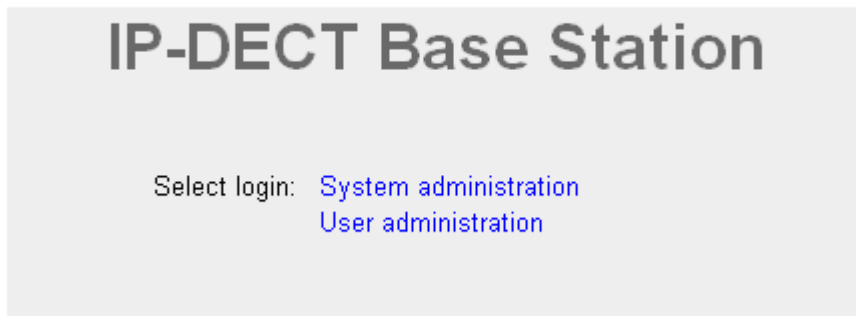 IP-DECT Base Station
Select login: System administration
User administration